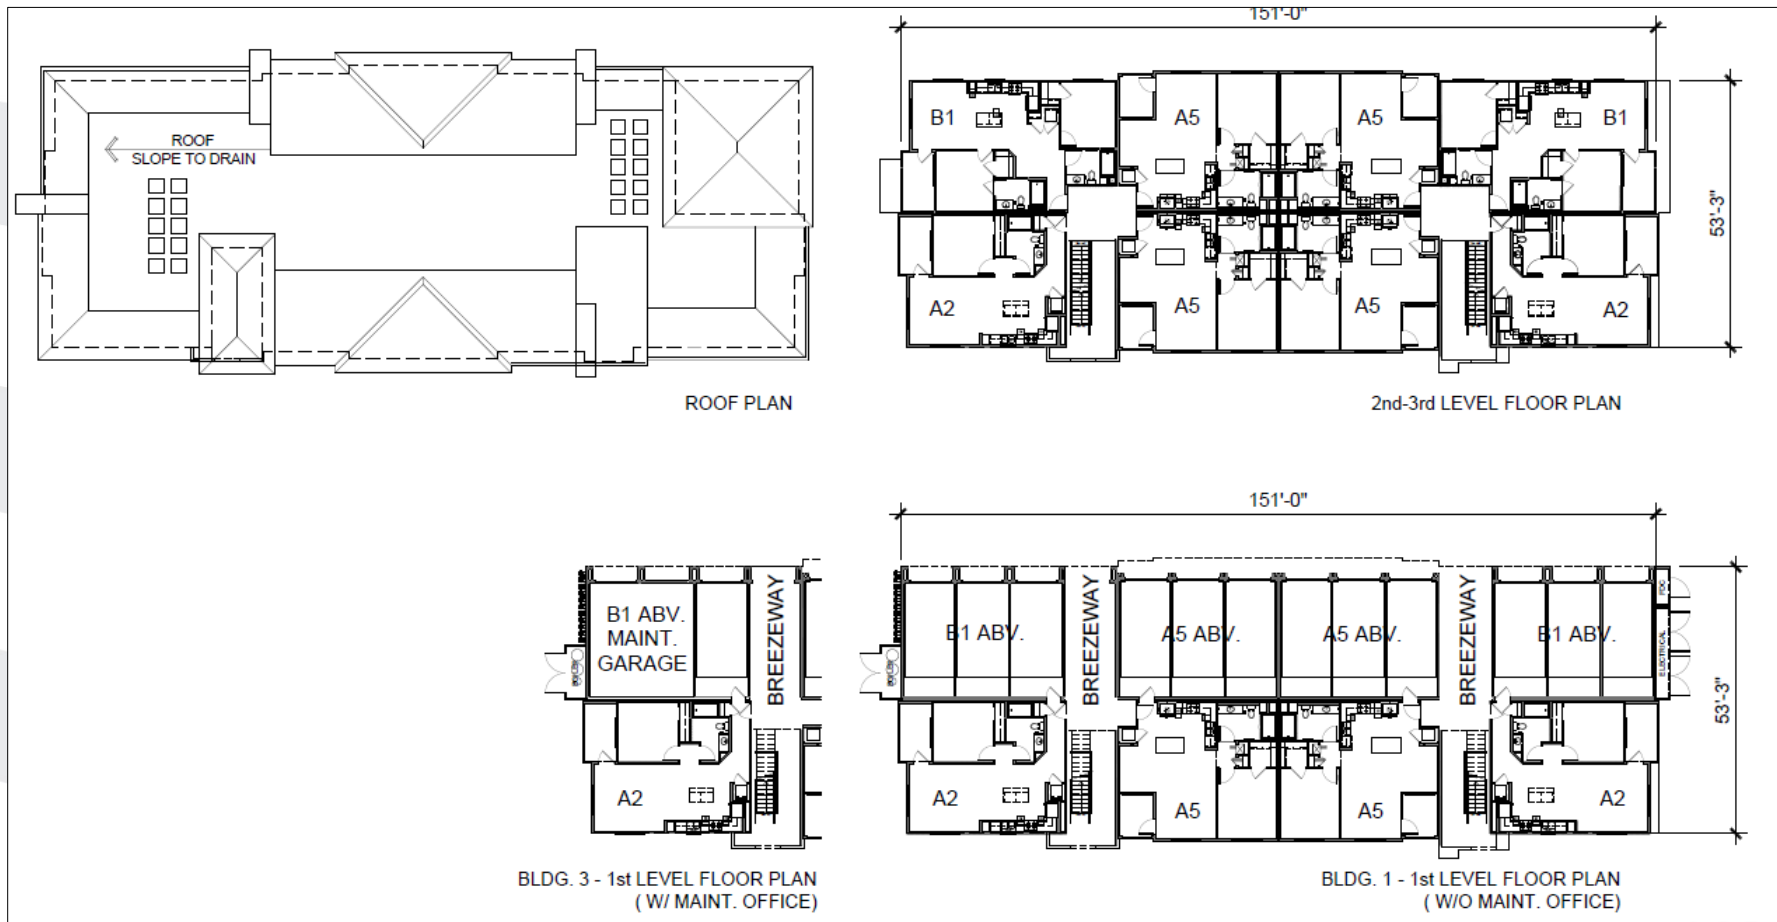 151'-0"
ROOF
SLOPE TO DRAIN
B1
A5
A5
B1
53'-3"
A2
A5
A5
A2
ROOF PLAN
2nd-3rd LEVEL FLOOR PLAN
151'-0"
B1 ABV.
MAINT.
GARAGE
BREEZEWAY
A2
BLDG. 3 - 1st LEVEL FLOOR PLAN
( W/ MAINT. OFFICE)
B1 ABV.
BREEZEWAY
A5 ABV.
A5 ABV.
BREEZEWAY
B1 ABV.
FDC
ELECTRICAL
53'-3"
A2
A5
A5
A2
BLDG. 1 - 1st LEVEL FLOOR PLAN
( W/O MAINT. OFFICE)